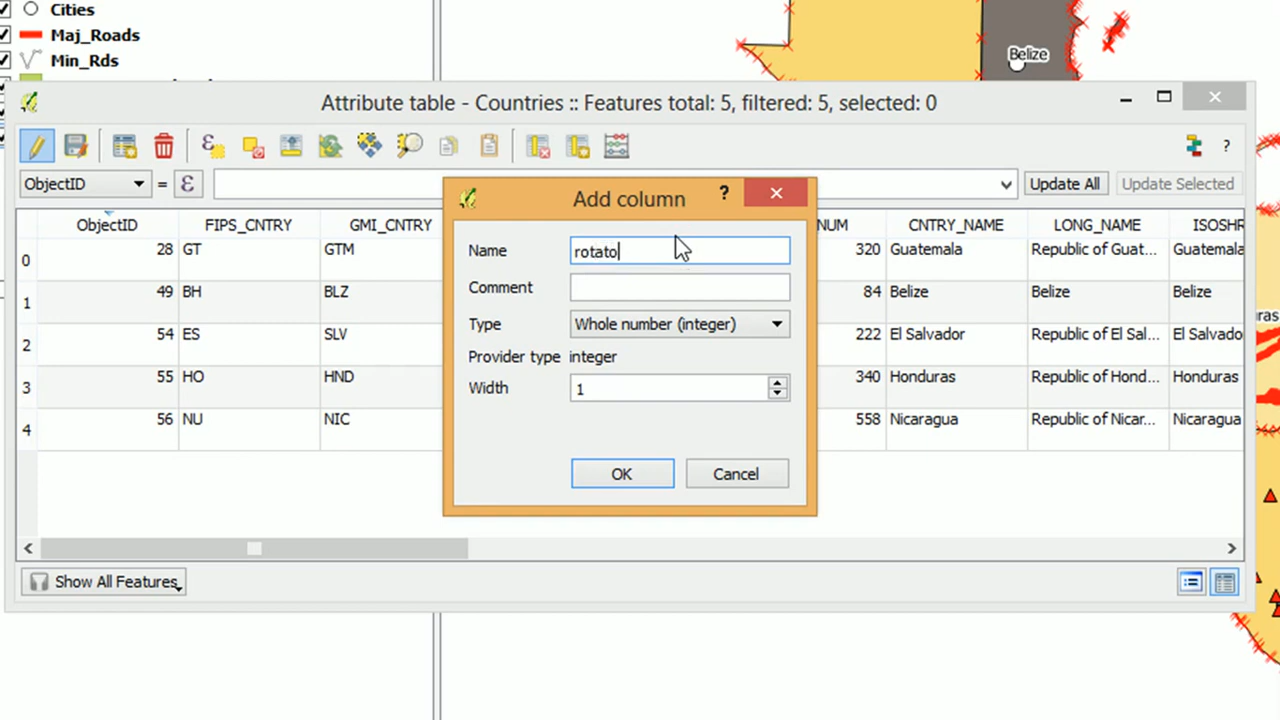 Cities
Maj_Roads
Min_Rds
Belize
Attribute table - Countries :: Features total: 5, filtered: 5, selected: 0
ObjectID = ε Update All Update Selected
Add column ?
Name rotato
Comment
Type Whole number (integer)
Provider type integer
Width 1
OK Cancel
ObjectID FIPS_CNTRY GMI_CNTRY NUM CNTRY_NAME LONG_NAME ISOSHR
0 28 GT GTM 320 Guatemala Republic of Guat... Guatemala
1 49 BH BLZ 84 Belize Belize Belize
2 54 ES SLV 222 El Salvador Republic of El Sal... El Salvado
3 55 HO HND 340 Honduras Republic of Hond... Honduras
4 56 NU NIC 558 Nicaragua Republic of Nicar... Nicaragua
Show All Features